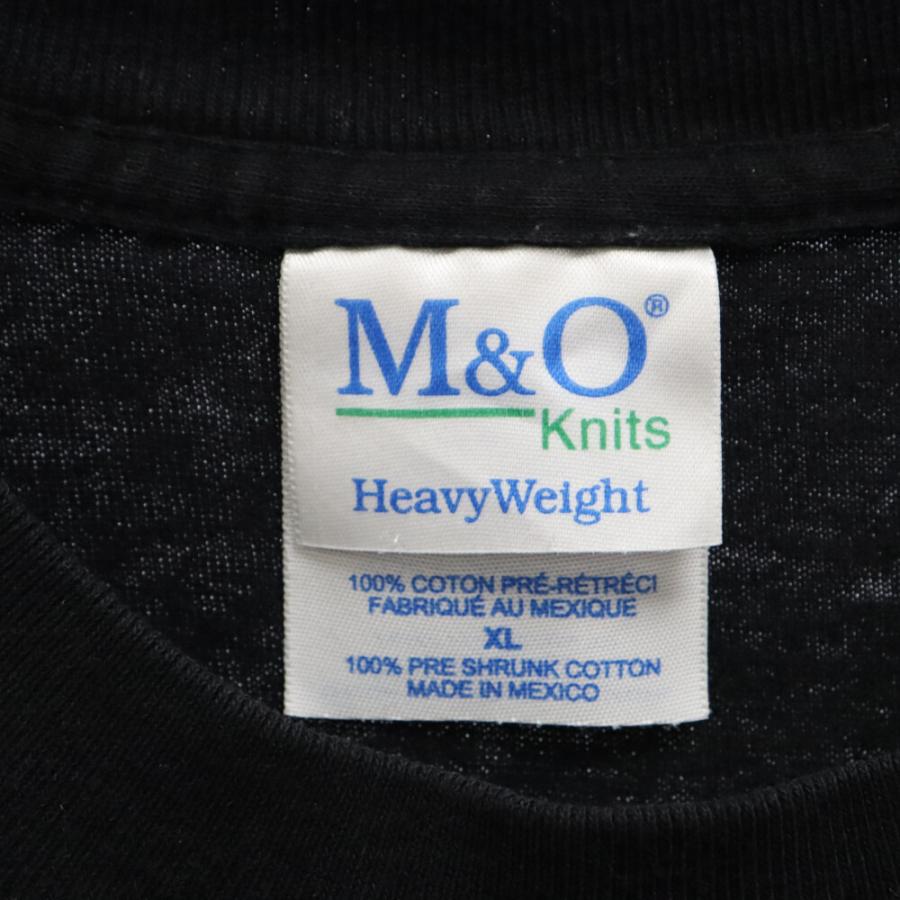 M&O®
Knits
HeavyWeight
100% COTON PRÉ-RÉTRÉCI
FABRIQUÉ AU MEXIQUE
XL
100% PRE SHRUNK COTTON
MADE IN MEXICO